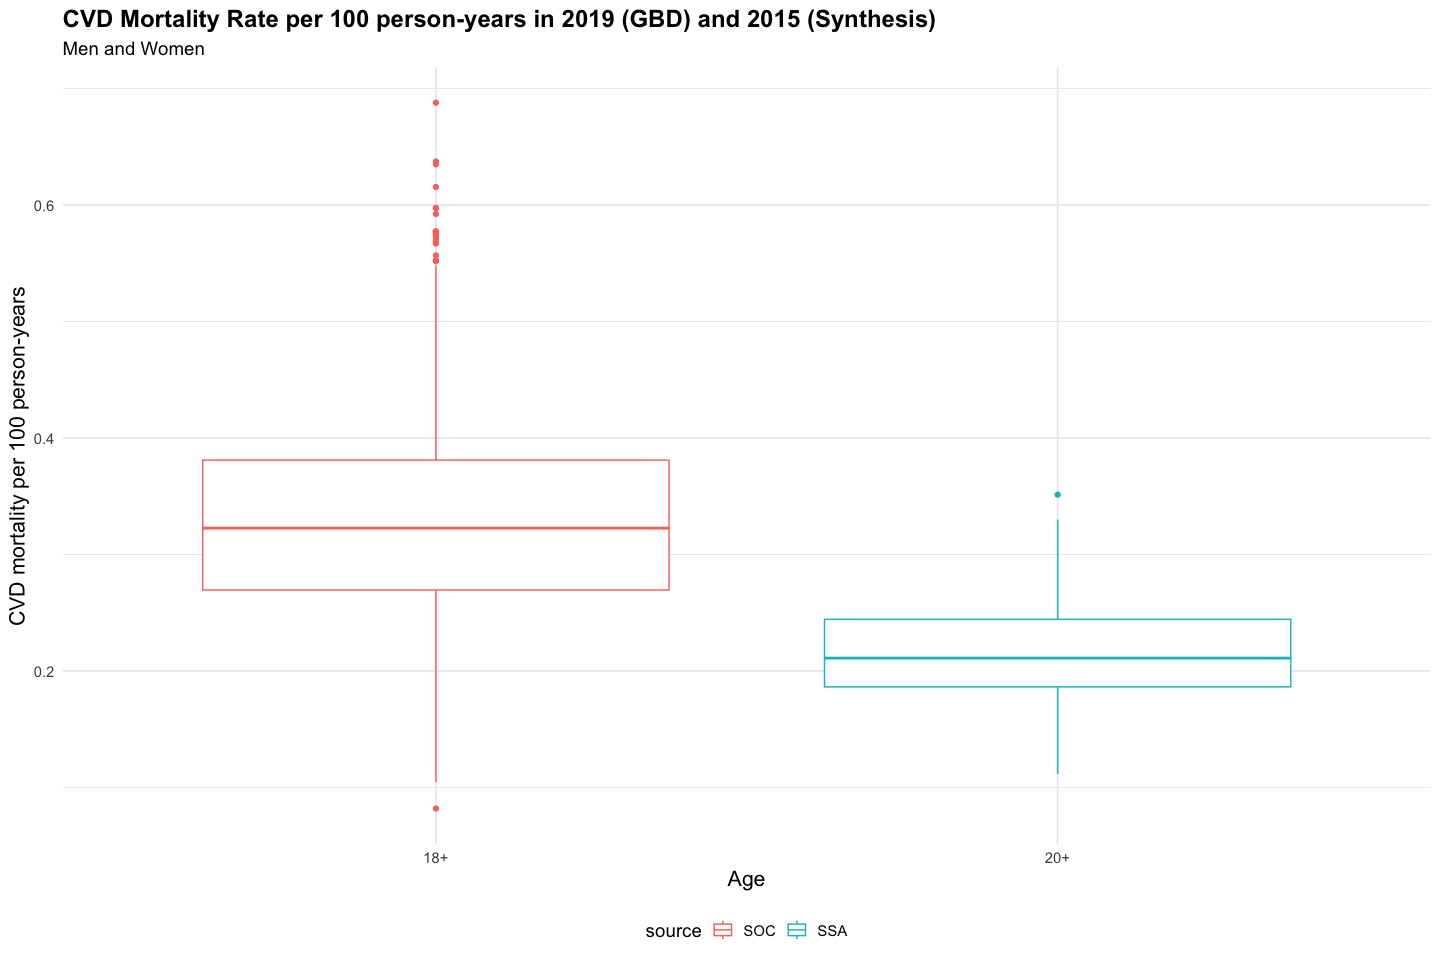 CVD Mortality Rate per 100 person-years in 2019 (GBD) and 2015 (Synthesis)
Men and Women
CVD mortality per 100 person-years
0.6
0.4
0.2
18+
20+
Age
source SOC SSA